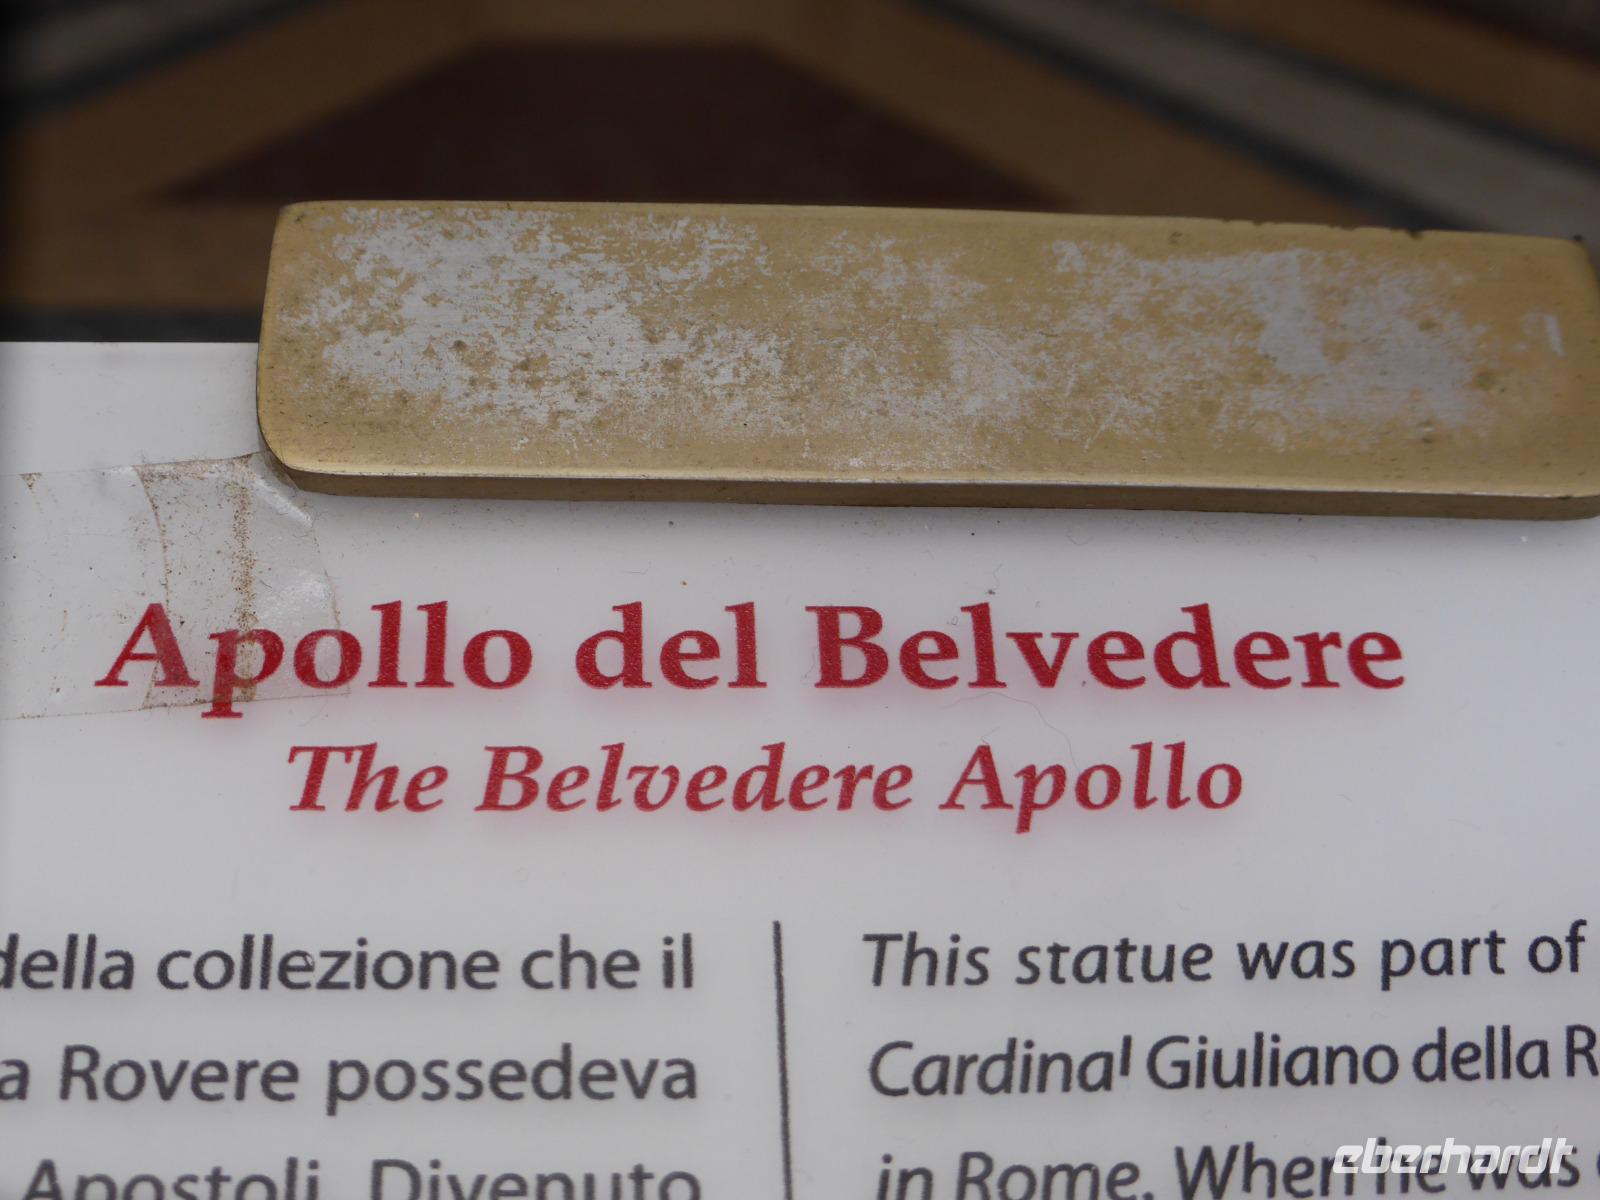 Apollo del Belvedere
The Belvedere Apollo
della collezione che il
a Rovere possedeva
Apostoli. Divenuto
This statue was part of
Cardinal Giuliano della R
in Rome. When he was
eberhardt